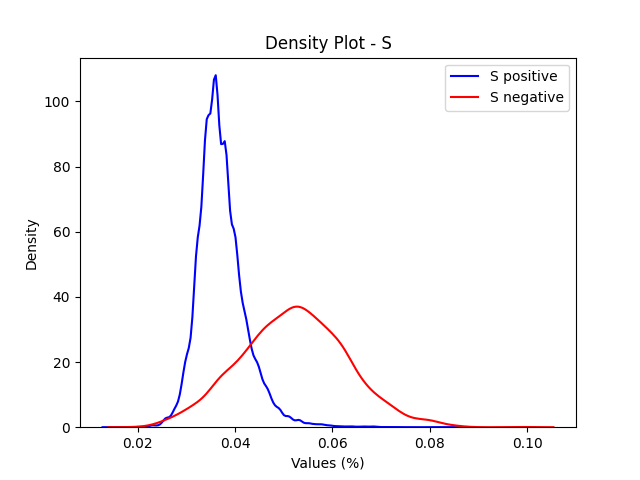 Density Plot - S
S positive
S negative
100
80
60
40
20
0
Density
0.02
0.04
0.06
0.08
0.10
Values (%)